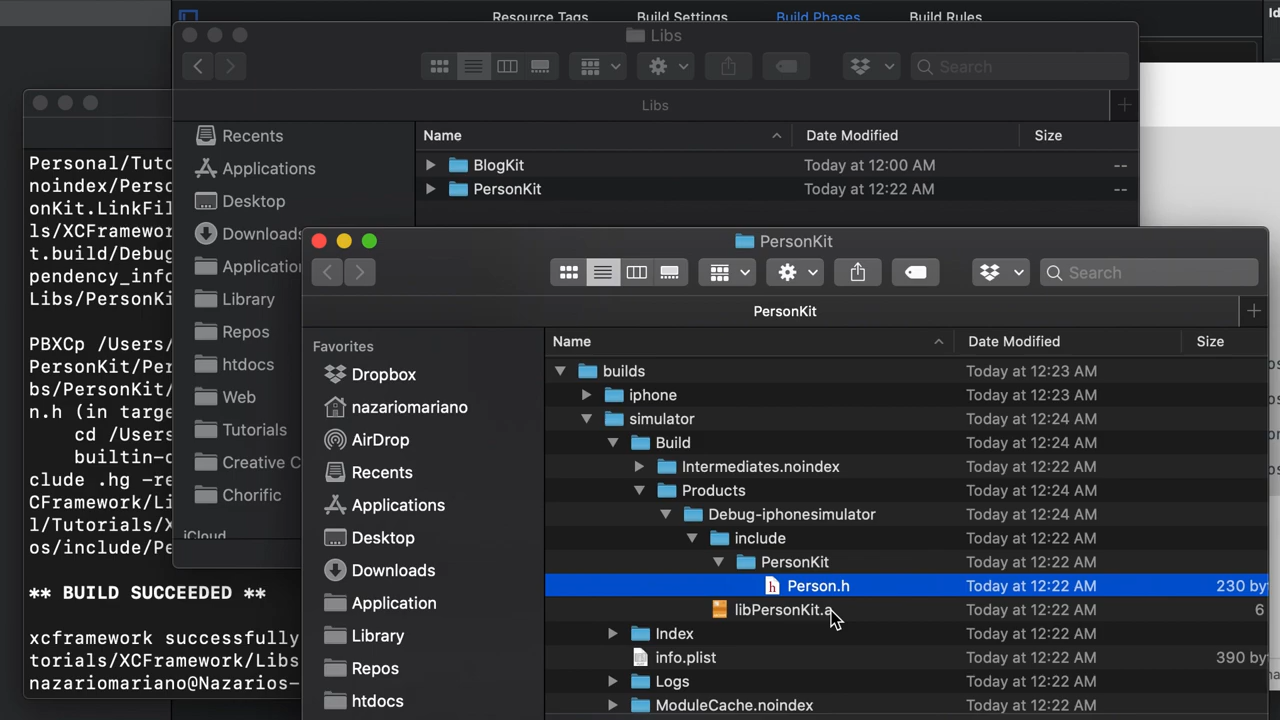 Resource Tags Build Settings Build Phases Build Rules
Libs
Search
Libs
Recents
Applications
Desktop
Downloads
Library
Repos
htdocs
Web
Tutorials
Creative C
Chorific
iCloud
Name Date Modified Size
BlogKit Today at 12:00 AM --
PersonKit Today at 12:22 AM --
Personal/Tuto
noindex/Perso
onKit.LinkFil
ls/XCFramewor
t.build/Debug
pendency_info
Libs/PersonKi
PBXCp /Users/
PersonKit/Per
bs/PersonKit/
n.h (in targe
cd /Users
builtin-c
clude .hg -re
CFramework/Li
l/Tutorials/X
os/include/Pe
** BUILD SUCCEEDED **
xcframework successfully
torials/XCFramework/Libs
nazariomariano@Nazarios-
PersonKit
Search
PersonKit
Favorites
Dropbox
nazariomariano
AirDrop
Recents
Applications
Desktop
Downloads
Application
Library
Repos
htdocs
Name Date Modified Size
builds Today at 12:23 AM
iphone Today at 12:23 AM
simulator Today at 12:24 AM
Build Today at 12:24 AM
Intermediates.noindex Today at 12:22 AM
Products Today at 12:24 AM
Debug-iphonesimulator Today at 12:24 AM
include Today at 12:22 AM
PersonKit Today at 12:22 AM
Person.h Today at 12:22 AM 230 by
libPersonKit.a Today at 12:22 AM 6
Index Today at 12:22 AM
info.plist Today at 12:22 AM 390 by
Logs Today at 12:22 AM
ModuleCache.noindex Today at 12:22 AM